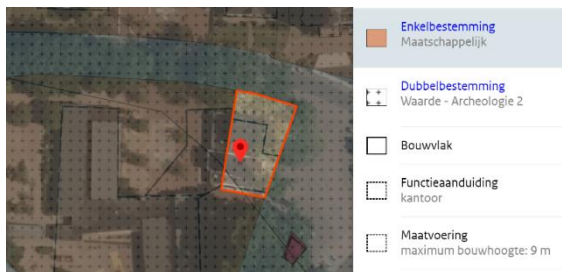 Enkelbestemming
Maatschappelijk
Dubbelbestemming
Waarde - Archeologie 2
Bouwvlak
Functieaanduiding
kantoor
Maatvoering
maximum bouwhoogte: 9 m